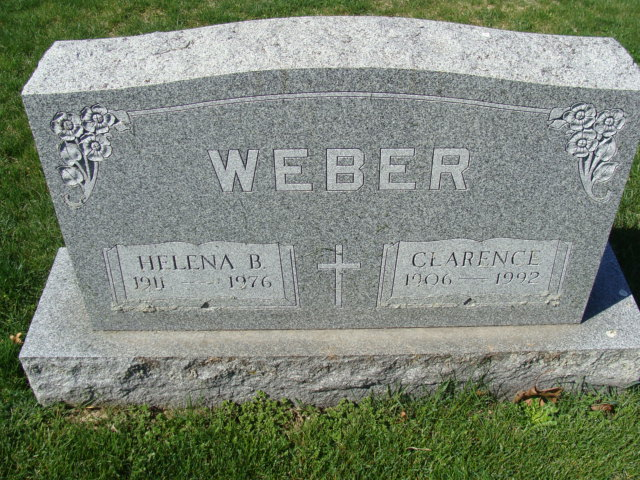 WEBER
HELENA B.
1911 — 1976
CLARENCE
1906 — 1992